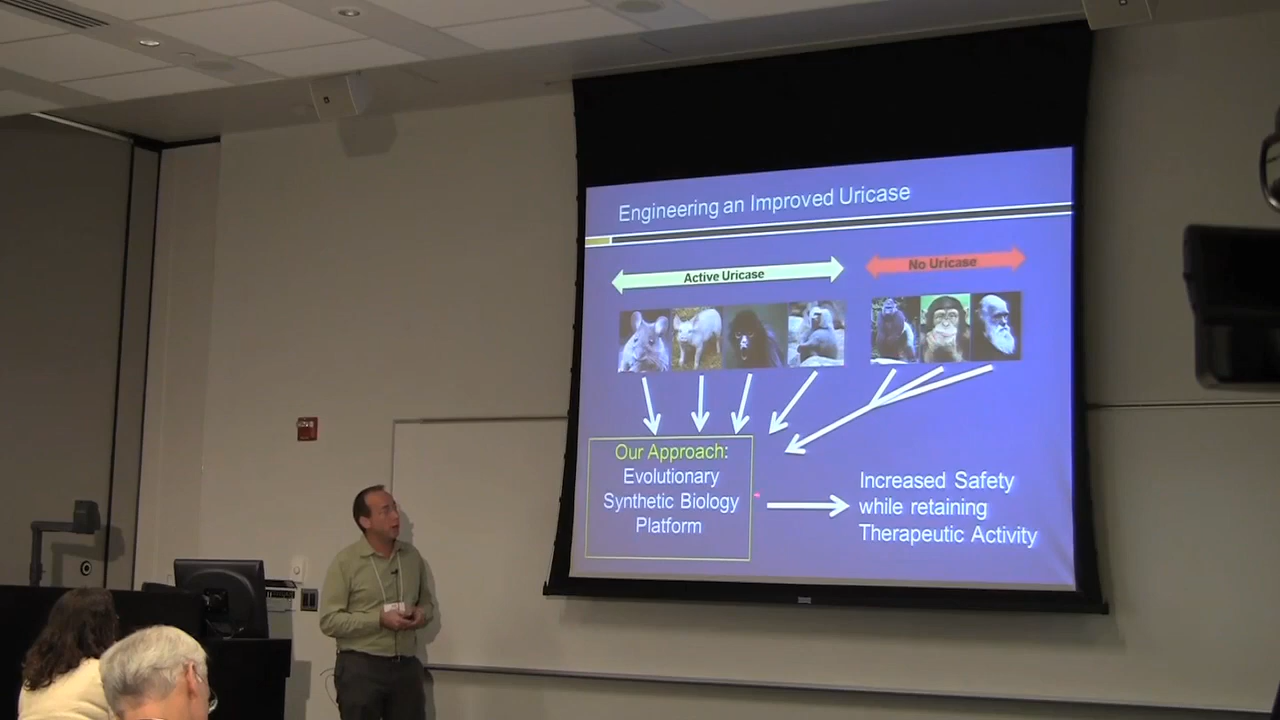 Engineering an Improved Uricase
Active Uricase
No Uricase
Our Approach:
Evolutionary
Synthetic Biology
Platform
Increased Safety
while retaining
Therapeutic Activity